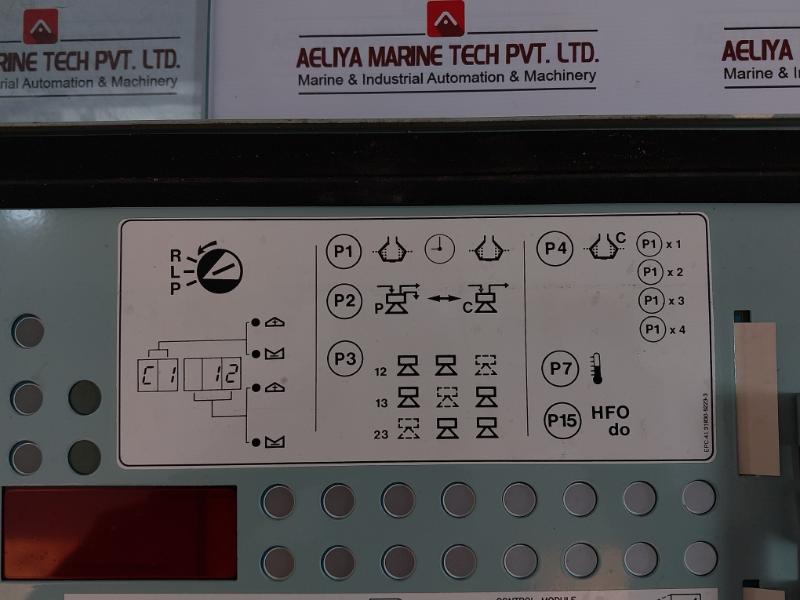 RINE TECH PVT. LTD.
rial Automation & Machinery
AELIYA MARINE TECH PVT. LTD.
Marine & Industrial Automation & Machinery
AELIYA
Marine & I
R
L
P
C1 12
P1
P2
P
C
P3
12
13
23
P4
C
P1 x 1
P1 x 2
P1 x 3
P1 x 4
P7
P15
HFO
do
CONTROL MODULE